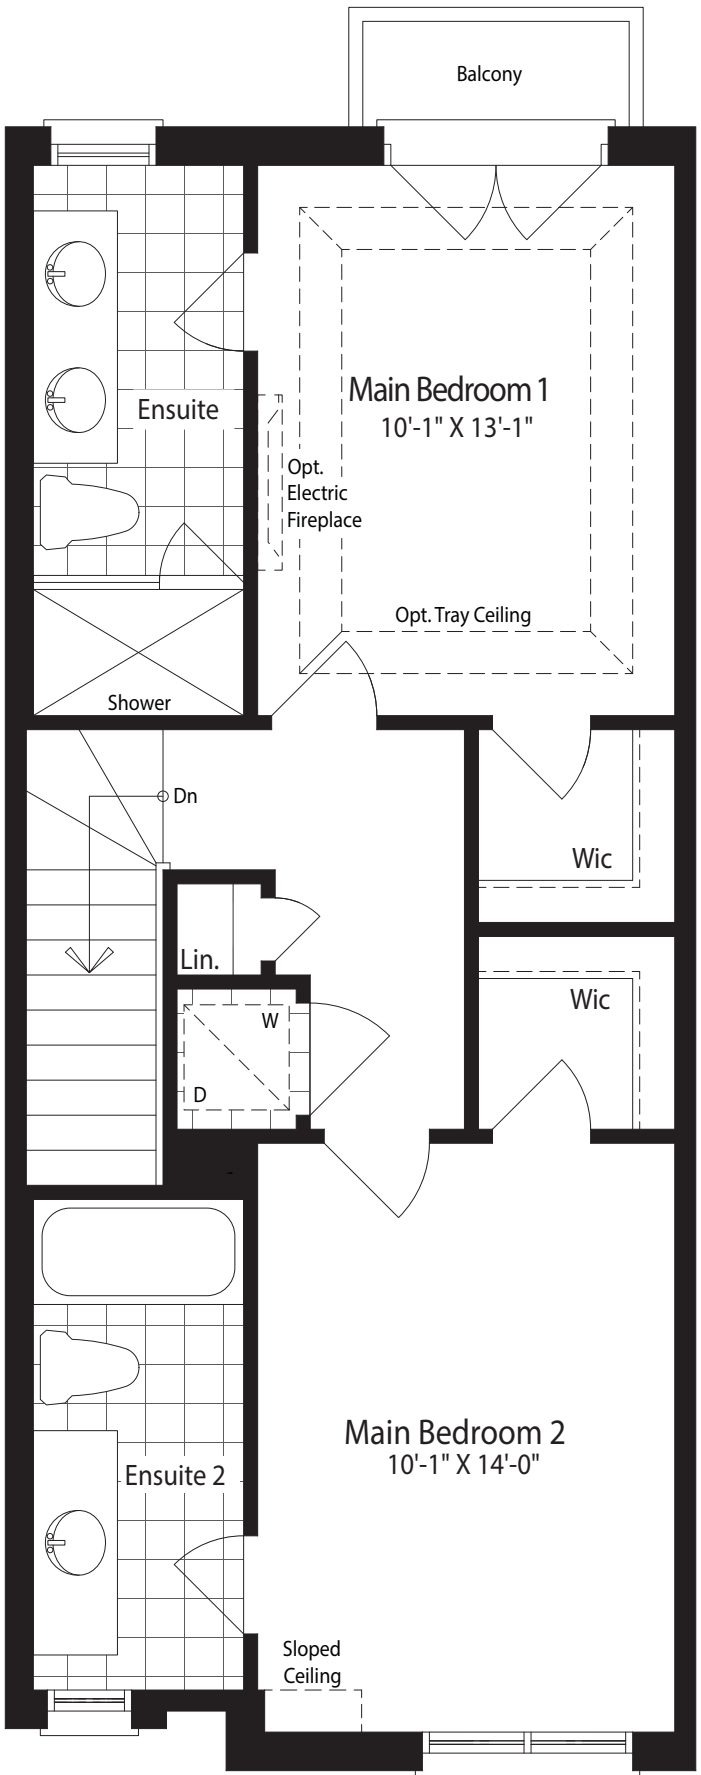 Balcony
Main Bedroom 1
10'-1" X 13'-1"
Ensuite
Opt.
Electric
Fireplace
Opt. Tray Ceiling
Shower
Dn
Wic
Lin.
Wic
W
D
Main Bedroom 2
10'-1" X 14'-0"
Ensuite 2
Sloped
Ceiling